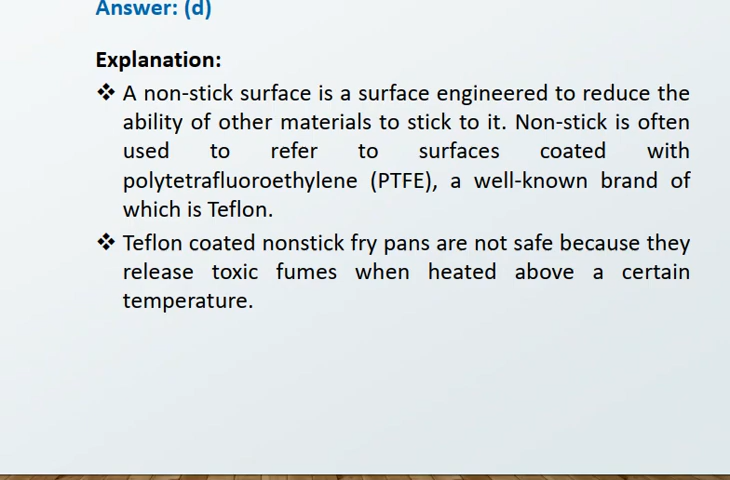 Answer: (d)
Explanation:
❖ A non-stick surface is a surface engineered to reduce the
ability of other materials to stick to it. Non-stick is often
used to refer to surfaces coated with
polytetrafluoroethylene (PTFE), a well-known brand of
which is Teflon.
❖ Teflon coated nonstick fry pans are not safe because they
release toxic fumes when heated above a certain
temperature.